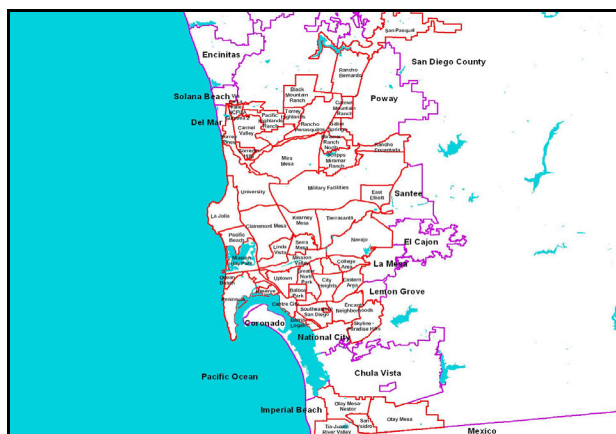 San Pasqual
Encinitas
San Diego County
Rancho
Bernardo
Solana Beach
Black
Mountain
Ranch
Poway
Carmel
Mountain
Ranch
Del Mar
Pacific
Highlands
Ranch
Torrey
Highlands
Rancho
Penasquitos
Sabre
Springs
Carmel
Valley
Torrey
Pines
Miramar
Ranch
North
Rancho
Encantada
Scripps
Miramar
Ranch
Mira
Mesa
University
Military Facilities
East
Elliott
Santee
La Jolla
Clairemont Mesa
Kearney
Mesa
Tierrasanta
Pacific
Beach
Linda
Vista
Serra
Mesa
Navajo
El Cajon
Mission
Valley
College
Area
La Mesa
Ocean
Beach
Uptown
Greater
North
Park
City
Heights
Eastern
Area
Peninsula
Balboa
Park
Lemon Grove
Centre City
Southeastern
San Diego
Encanto
Neighborhoods
Coronado
Barrio
Logan
Skyline -
Paradise Hills
National City
Pacific Ocean
Chula Vista
Imperial Beach
Otay Mesa-
Nestor
Otay Mesa
Tia Juana
River Valley
San
Ysidro
Mexico